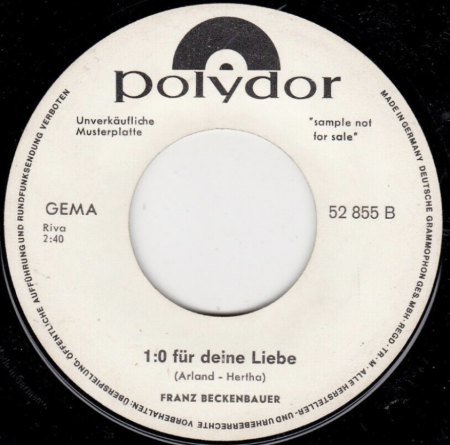 polydor
Unverkäufliche
Musterplatte
"sample not
for sale"
GEMA
Riva
2:40
52 855 B
1:0 für deine Liebe
(Arland - Hertha)
FRANZ BECKENBAUER
MADE IN GERMANY DEUTSCHE GRAMMOPHON GES. MBH · REGD.-TR.-M. · ALLE HERSTELLER- UND URHEBERRECHTE VORBEHALTEN · ÜBERSPIELUNG, ÖFFENTLICHE AUFFÜHRUNG UND RUNDFUNKSENDUNG VERBOTEN